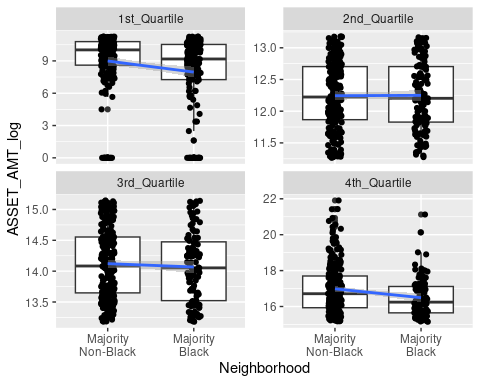 1st_Quartile
2nd_Quartile
9
6
3
0
13.0
12.5
12.0
11.5
ASSET_AMT_log
3rd_Quartile
4th_Quartile
15.0
14.5
14.0
13.5
22
20
18
16
Majority
Non-Black
Majority
Black
Majority
Non-Black
Majority
Black
Neighborhood